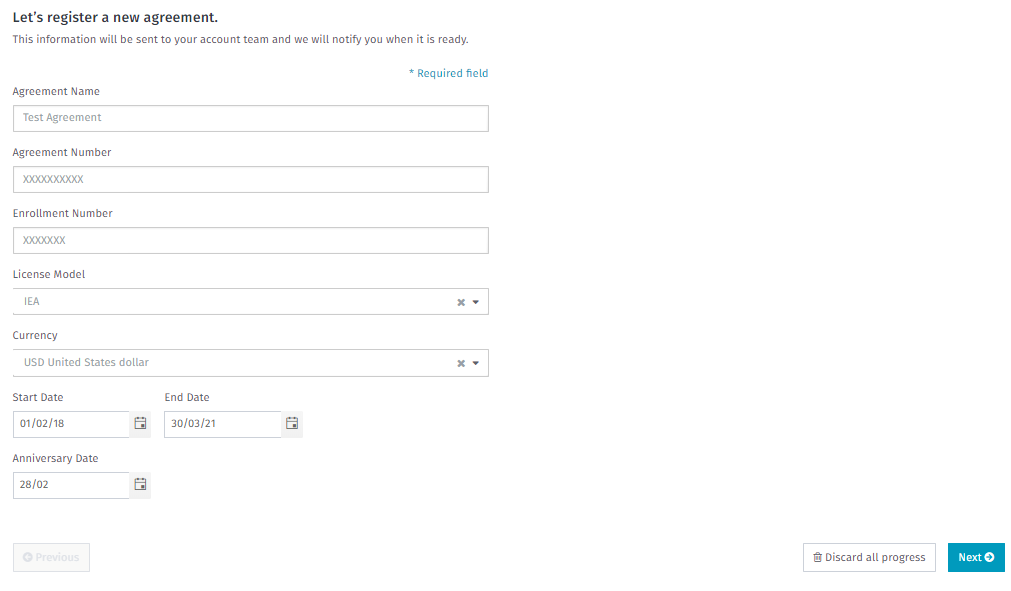 Let's register a new agreement.
This information will be sent to your account team and we will notify you when it is ready.
* Required field
Agreement Name
Test Agreement
Agreement Number
XXXXXXXXXX
Enrollment Number
XXXXXXX
License Model
IEA
Currency
USD United States dollar
Start Date End Date
01/02/18 30/03/21
Anniversary Date
28/02
Previous Discard all progress Next